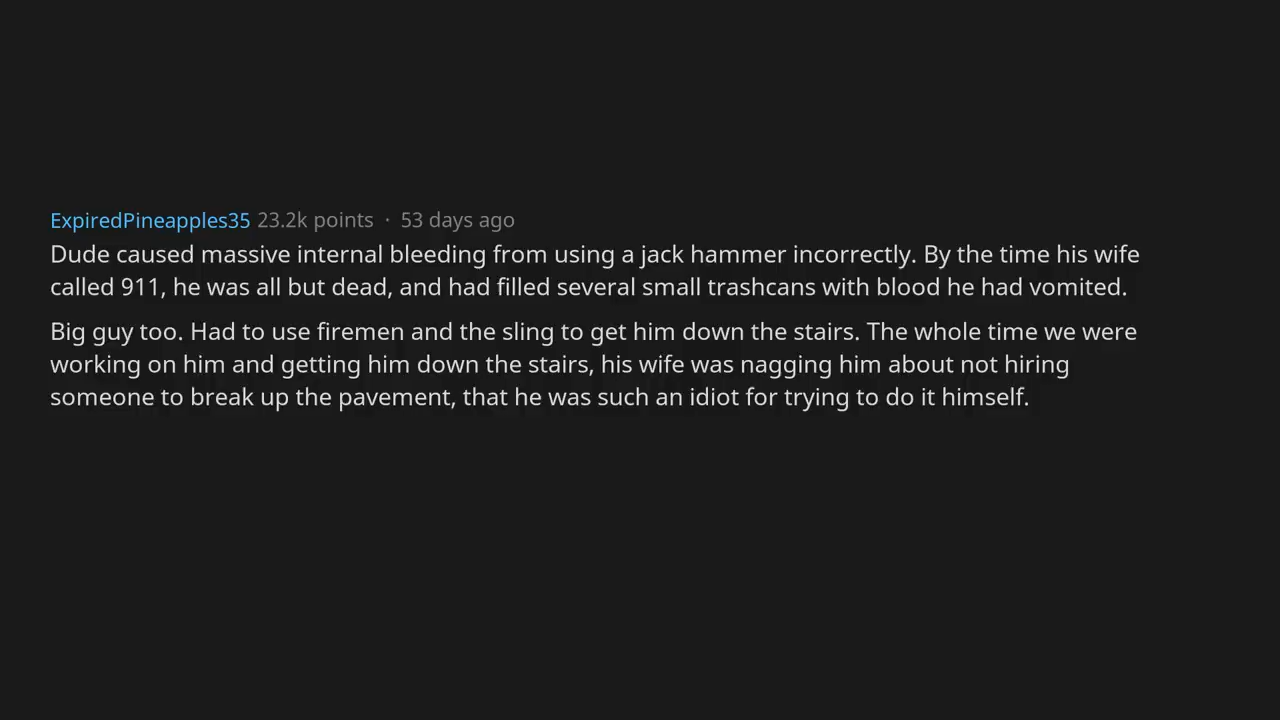 ExpiredPineapples35 23.2k points · 53 days ago
Dude caused massive internal bleeding from using a jack hammer incorrectly. By the time his wife
called 911, he was all but dead, and had filled several small trashcans with blood he had vomited.
Big guy too. Had to use firemen and the sling to get him down the stairs. The whole time we were
working on him and getting him down the stairs, his wife was nagging him about not hiring
someone to break up the pavement, that he was such an idiot for trying to do it himself.